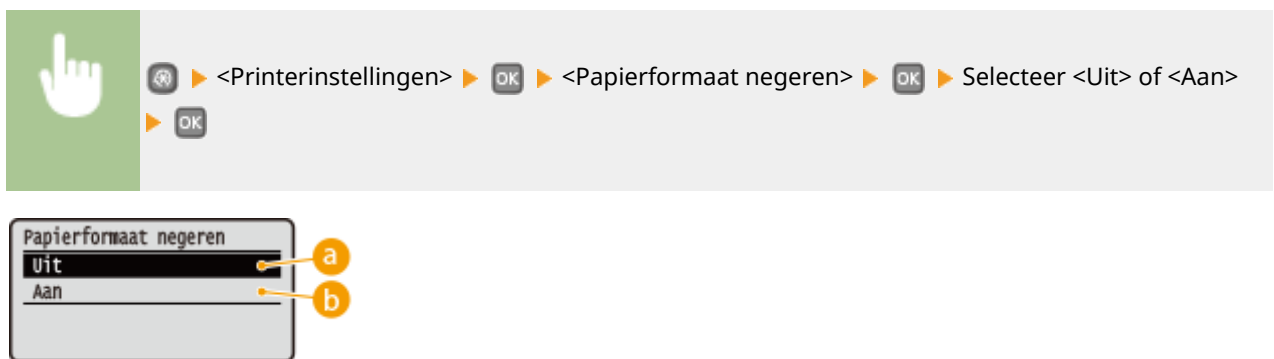 <Printerinstellingen> OK <Papierformaat negeren> OK Selecteer <Uit> of <Aan>
OK
Papierformaat negeren
Uit
a
Aan
b